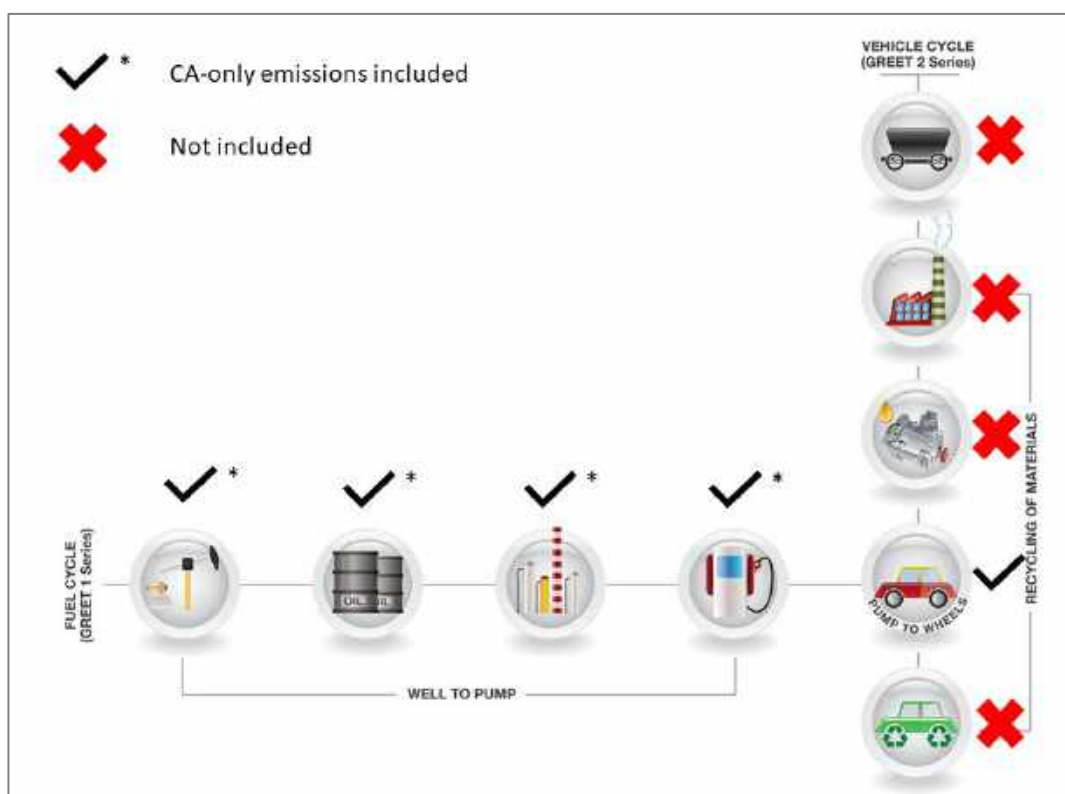 * CA-only emissions included
Not included
VEHICLE CYCLE
(GREET 2 Series)
RECYCLING OF MATERIALS
* * * *
FUEL CYCLE
(GREET 1 Series)
OIL OIL
PUMP TO WHEELS
WELL TO PUMP